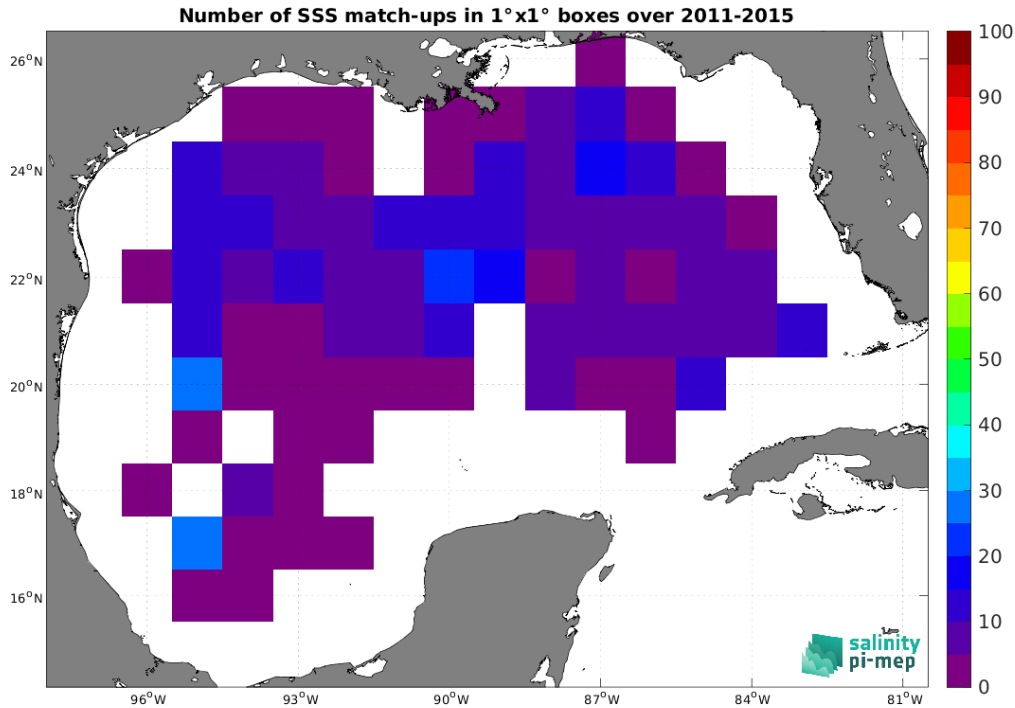 Number of SSS match-ups in 1°x1° boxes over 2011-2015
26°N
24°N
22°N
20°N
18°N
16°N
96°W
93°W
90°W
87°W
84°W
81°W
100
90
80
70
60
50
40
30
20
10
0
salinity
pi-mep